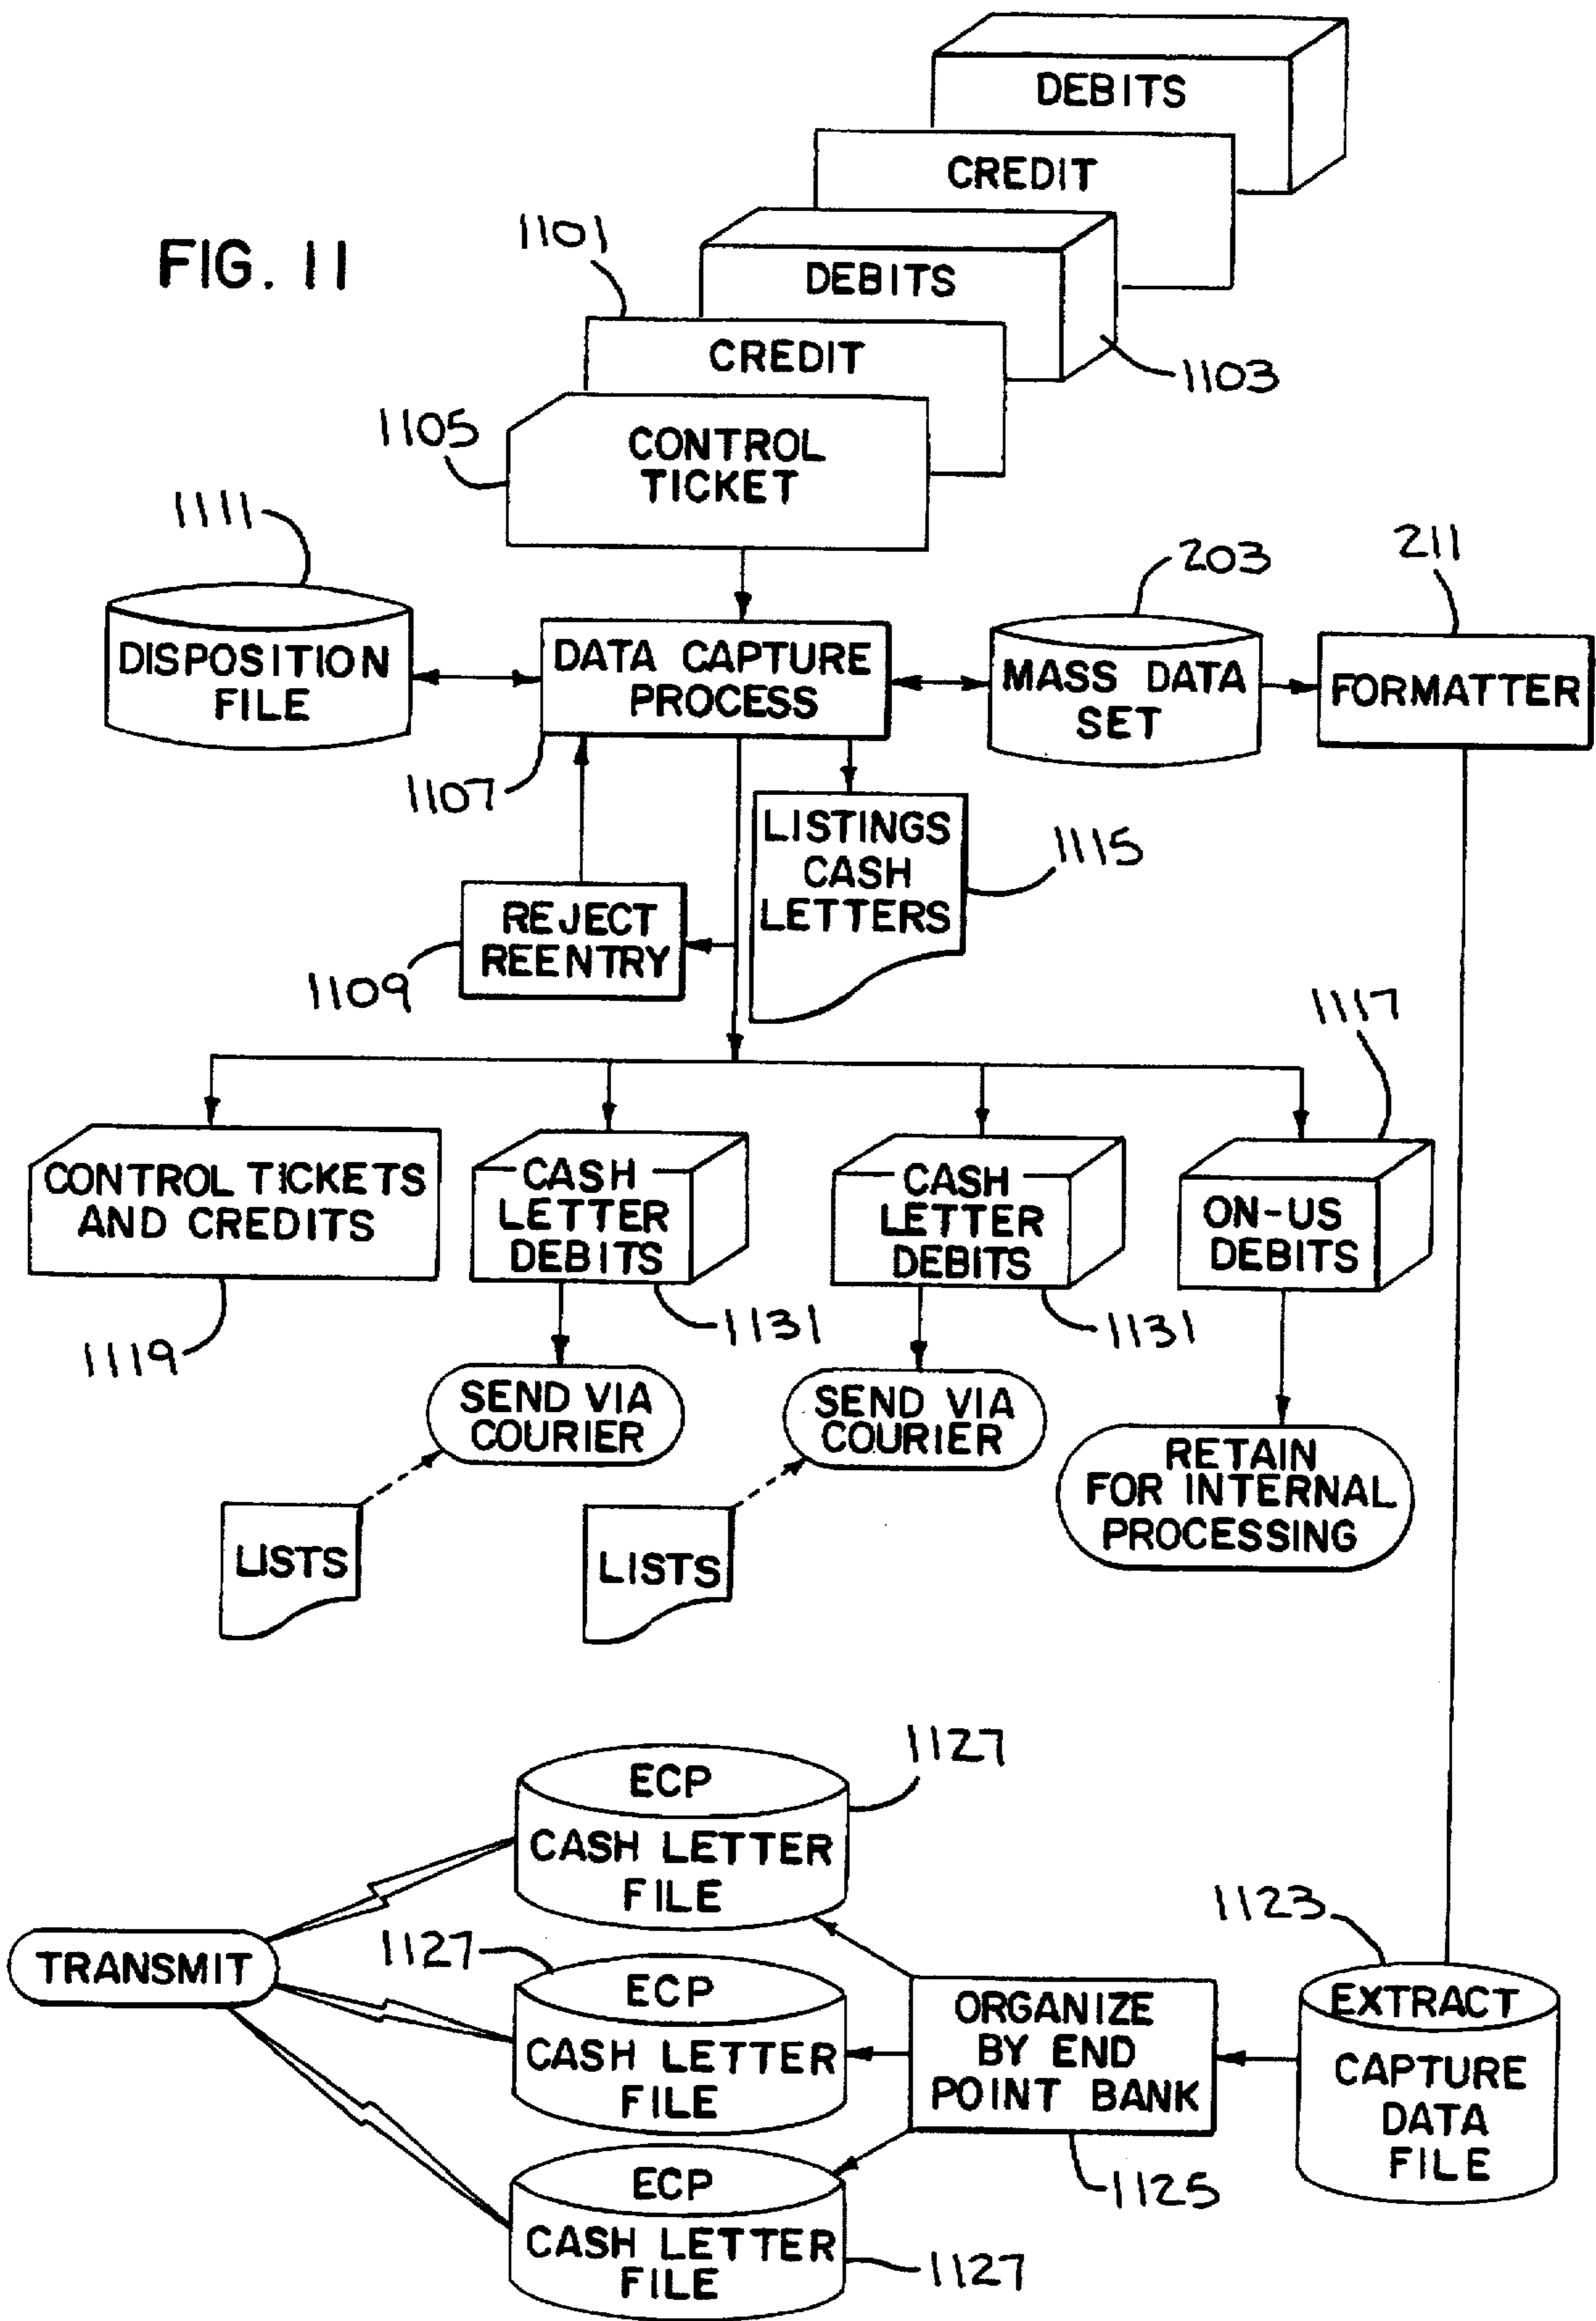 DEBITS
CREDIT
1101
FIG. 11
DEBITS
CREDIT
1103
1105
CONTROL
TICKET
1111
203
211
DISPOSITION
FILE
DATA CAPTURE
PROCESS
MASS DATA
SET
FORMATTER
1107
LISTINGS
CASH
LETTERS
1115
REJECT
REENTRY
1109
1117
CONTROL TICKETS
AND CREDITS
CASH
LETTER
DEBITS
CASH
LETTER
DEBITS
ON-US
DEBITS
1119
1131
1131
SEND VIA
COURIER
SEND VIA
COURIER
RETAIN
FOR INTERNAL
PROCESSING
LISTS
LISTS
1127
ECP
CASH LETTER
FILE
1123
TRANSMIT
1127
ECP
CASH LETTER
FILE
ORGANIZE
BY END
POINT BANK
EXTRACT
CAPTURE
DATA
FILE
1125
ECP
CASH LETTER
FILE
1127